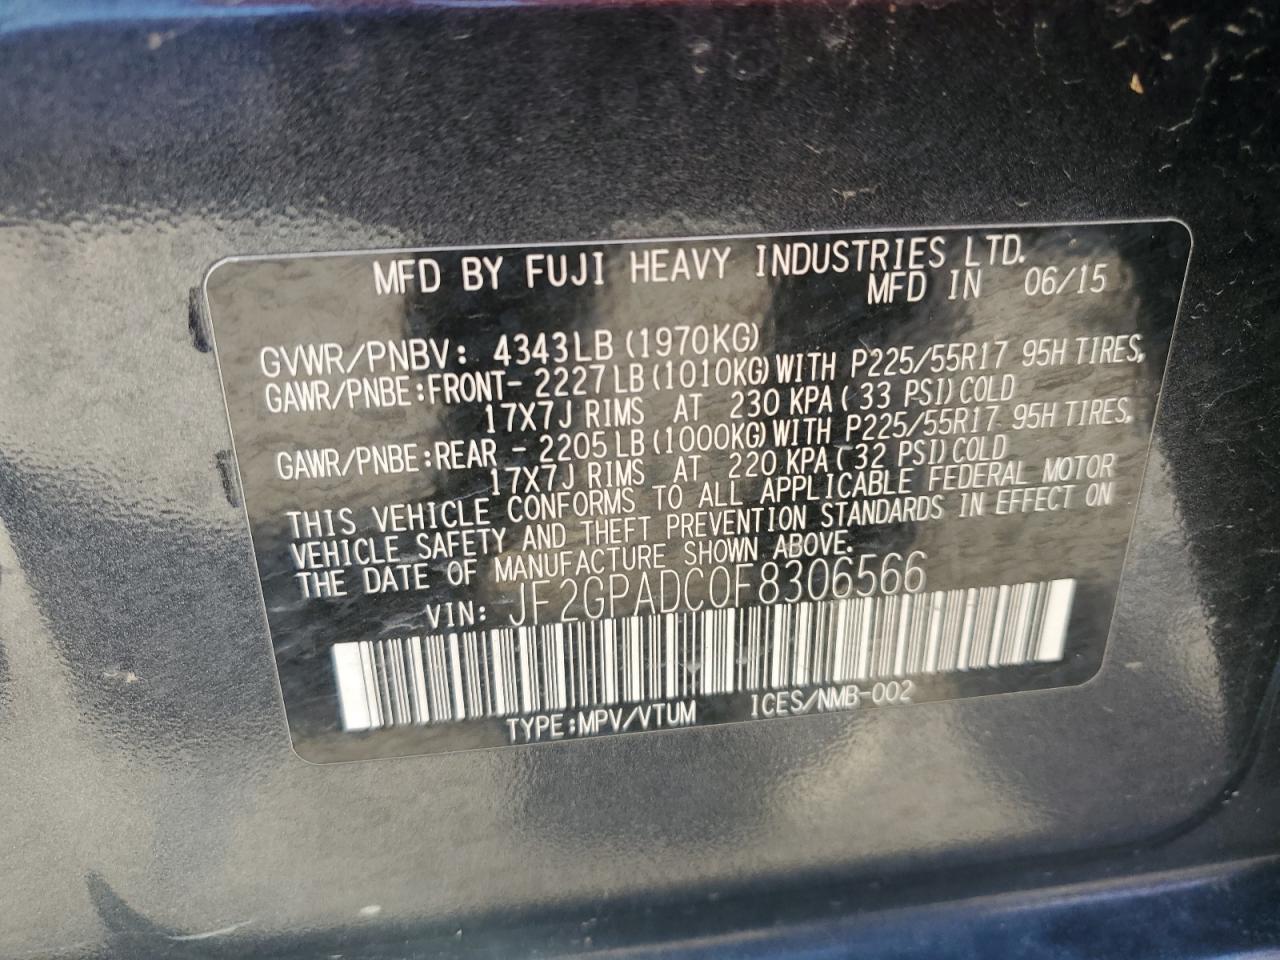 MFD BY FUJI HEAVY INDUSTRIES LTD.
MFD IN 06/15
GVWR/PNBV: 4343LB (1970KG)
GAWR/PNBE:FRONT- 2227LB (1010KG) WITH P225/55R17 95H TIRES,
17X7J RIMS AT 230 KPA (33 PSI) COLD
GAWR/PNBE:REAR - 2205 LB (1000KG) WITH P225/55R17 95H TIRES,
17X7J RIMS AT 220 KPA (32 PSI) COLD
THIS VEHICLE CONFORMS TO ALL APPLICABLE FEDERAL MOTOR
VEHICLE SAFETY AND THEFT PREVENTION STANDARDS IN EFFECT ON
THE DATE OF MANUFACTURE SHOWN ABOVE.
VIN: JF2GPADC0F8306566
TYPE:MPV/VTUM ICES/NMB-002